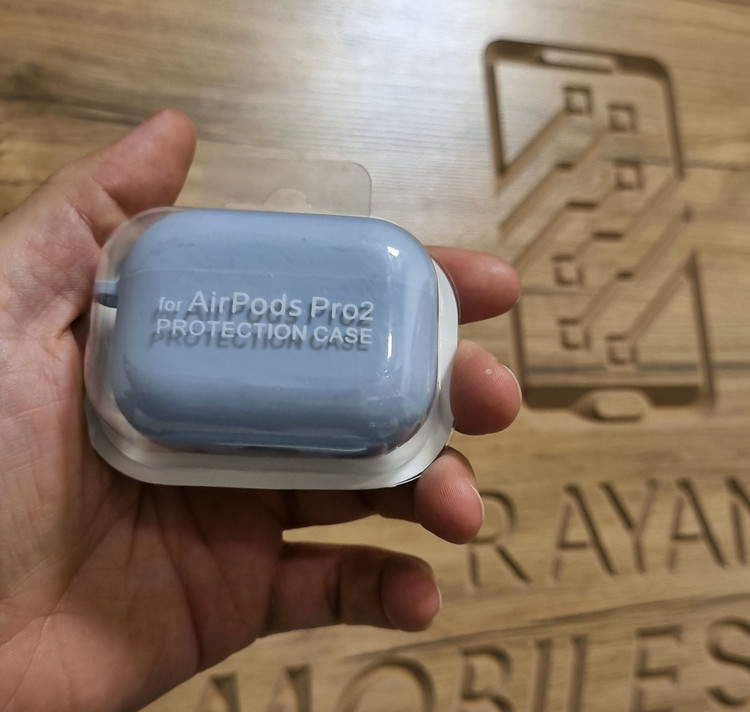 for AirPods Pro2
PROTECTION CASE
RAYAN
MOBILES